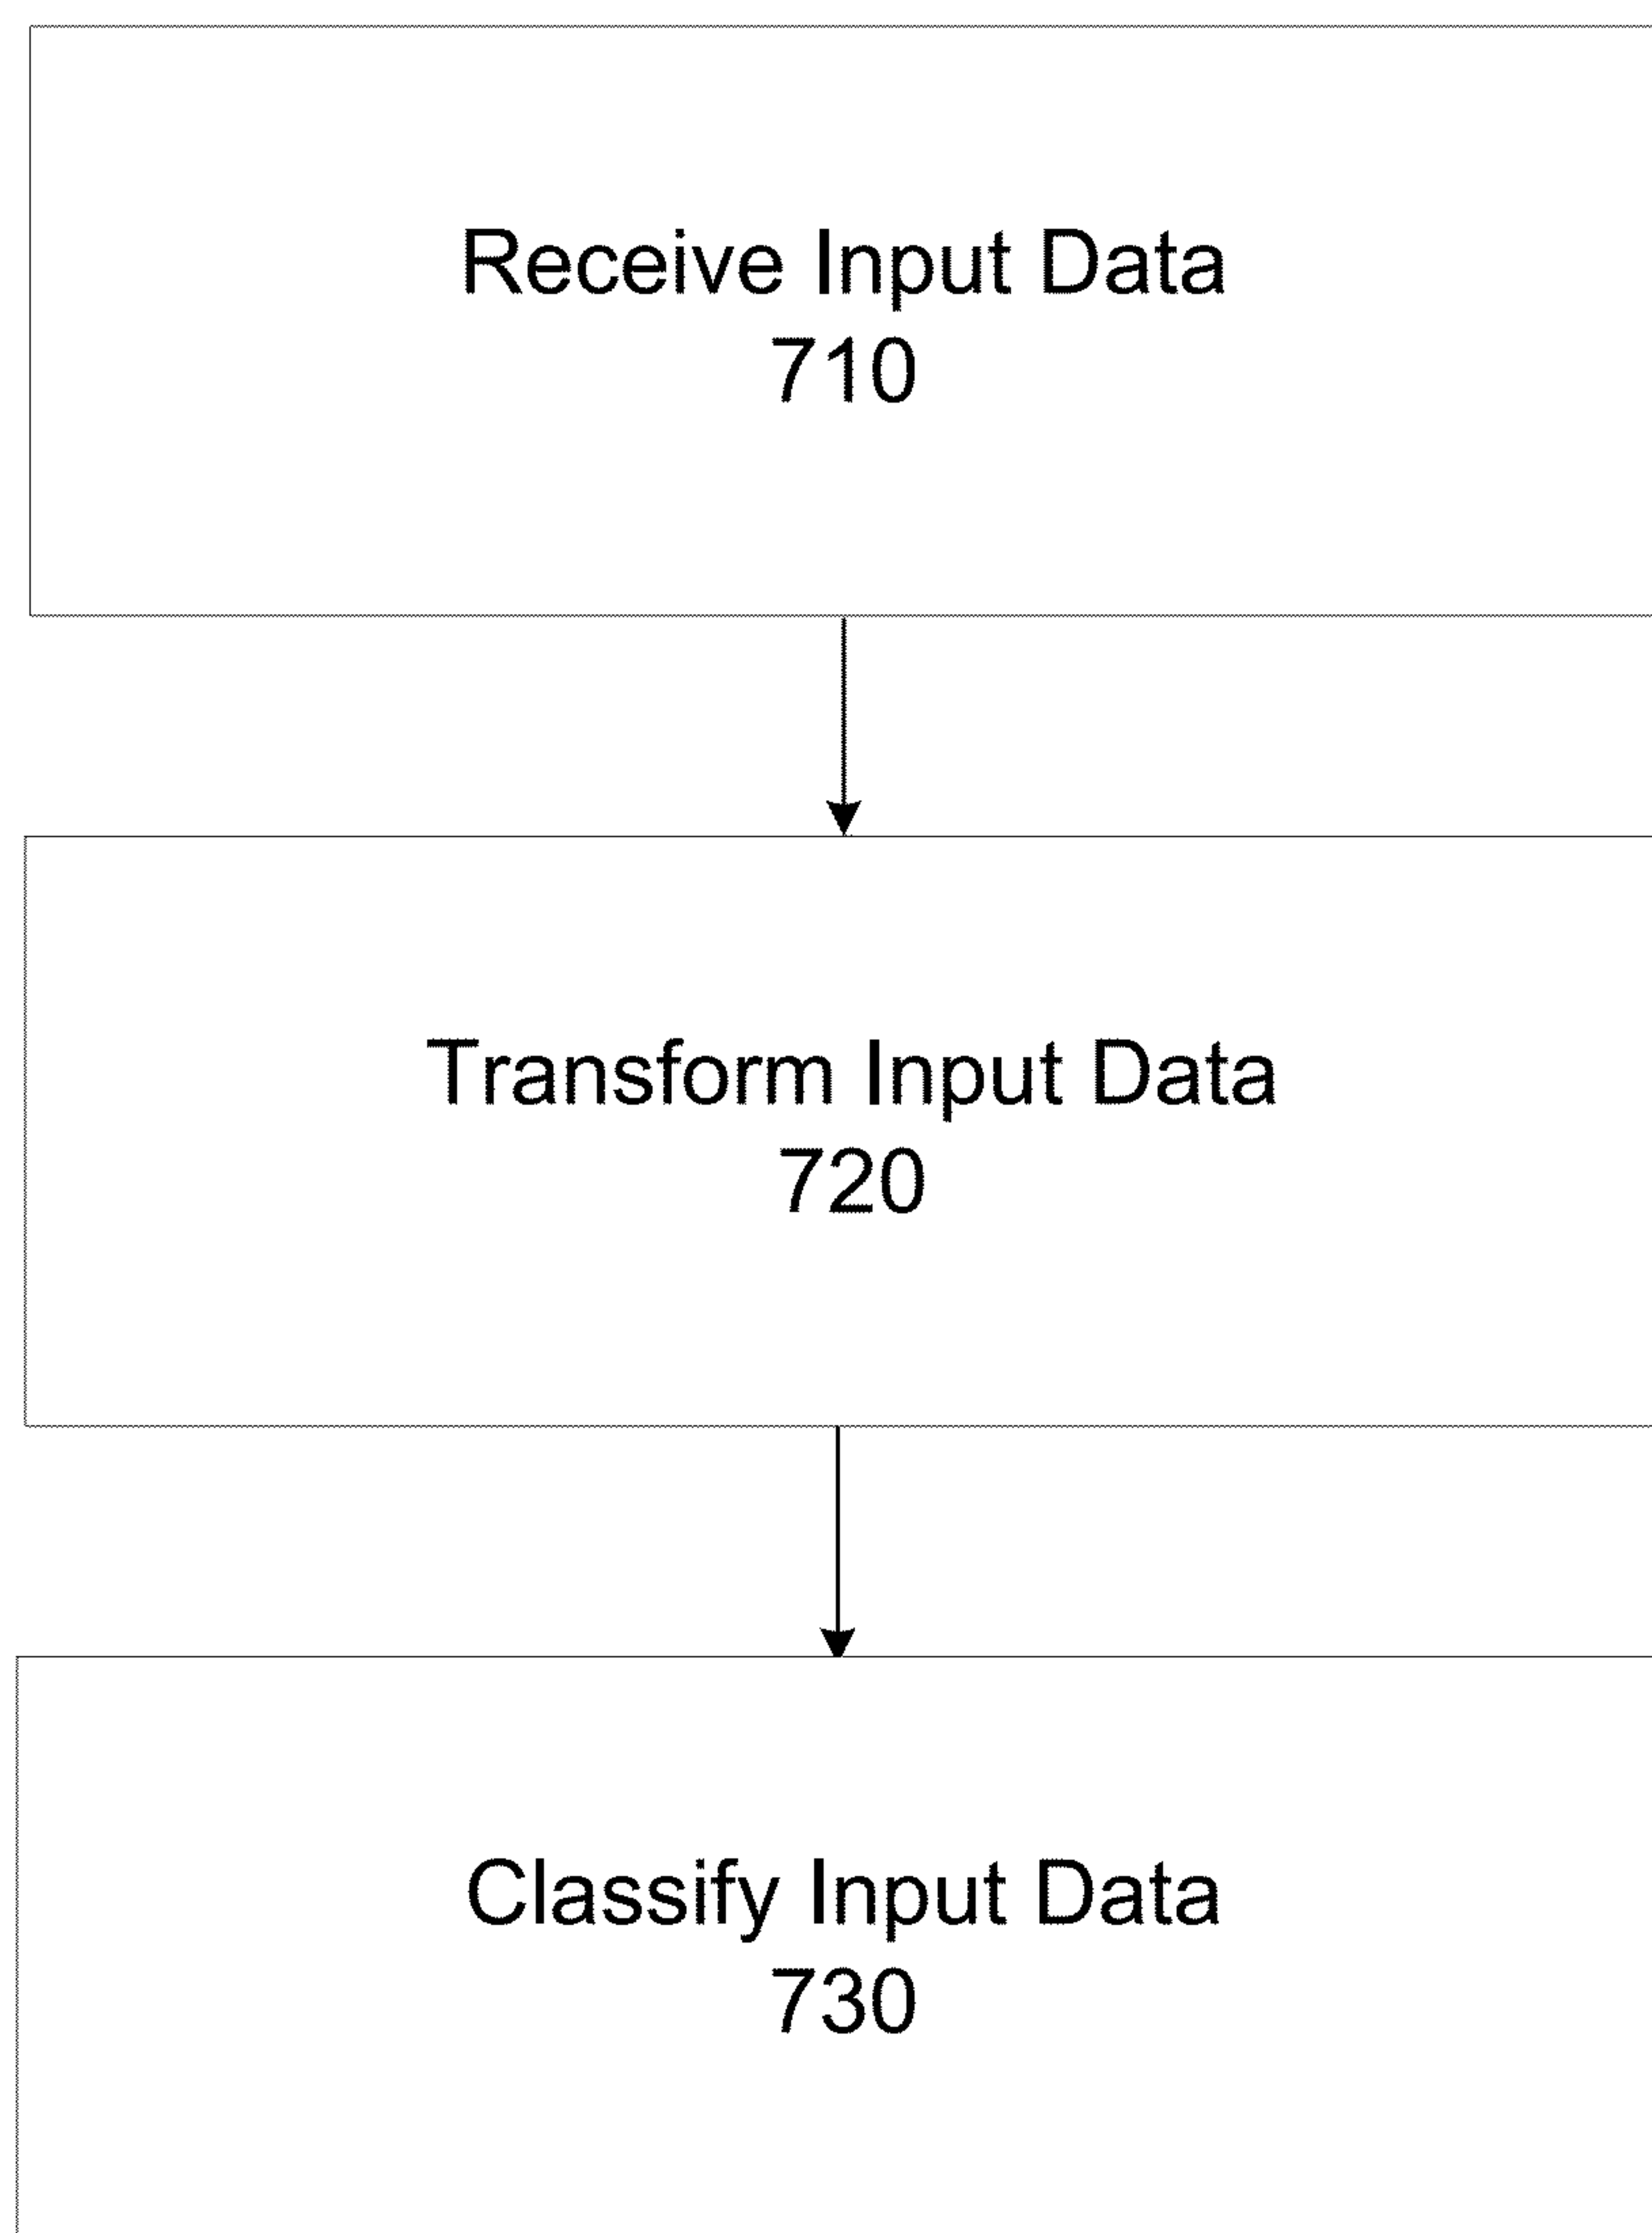 Receive Input Data
710
Transform Input Data
720
Classify Input Data
730